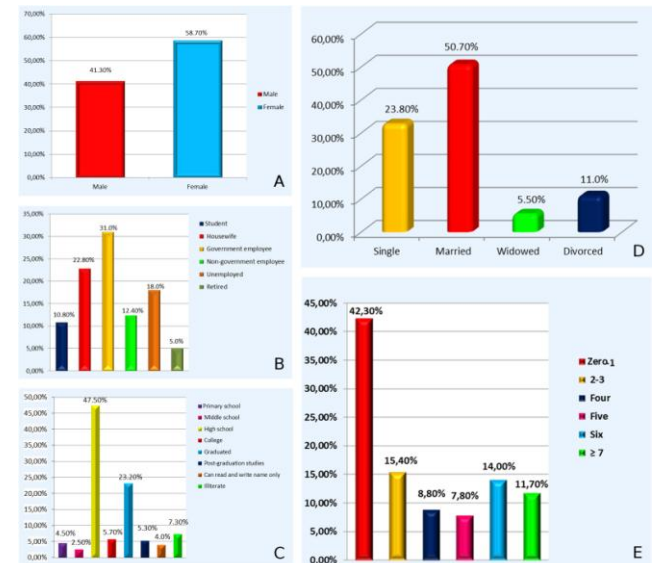 70,00%
60,00%
50,00%
40,00%
30,00%
20,00%
10,00%
0,00%
41.30%
58.70%
Male
Female
Male
Female
A
35,00%
30,00%
25,00%
20,00%
15,00%
10,00%
5,00%
0,00%
10.80%
22.80%
31.0%
12.40%
18.0%
5.0%
Student
Housewife
Government employee
Non-government employee
Unemployed
Retired
B
50,00%
45,00%
40,00%
35,00%
30,00%
25,00%
20,00%
15,00%
10,00%
5,00%
0,00%
4.50%
2.50%
47.50%
5.70%
23.20%
5.30%
4.0%
7.30%
Primary school
Middle school
High school
College
Graduated
Post-graduation studies
Can read and write name only
Illiterate
C
60,00%
50,00%
40,00%
30,00%
20,00%
10,00%
0,00%
23.80%
50.70%
5.50%
11.0%
Single
Married
Widowed
Divorced
D
45,00%
40,00%
35,00%
30,00%
25,00%
20,00%
15,00%
10,00%
5,00%
0,00%
42,30%
15,40%
8,80%
7,80%
14,00%
11,70%
Zero-1
2-3
Four
Five
Six
≥ 7
E